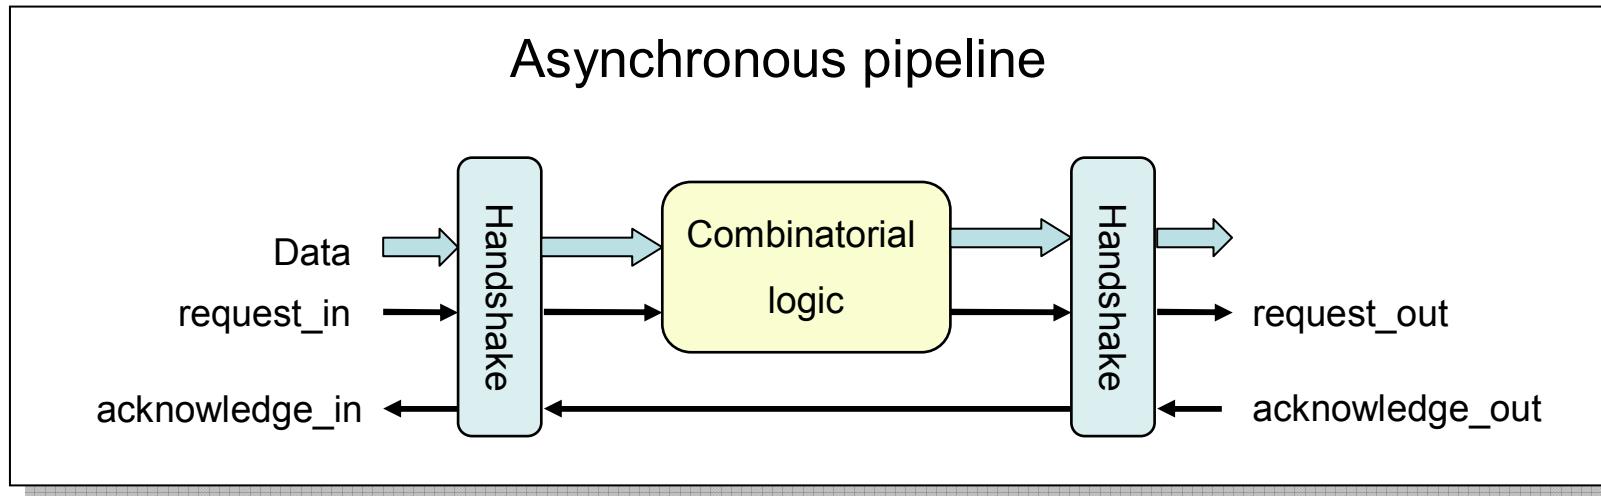 Asynchronous pipeline
Data
request_in
acknowledge_in
Handshake
Combinatorial
logic
Handshake
request_out
acknowledge_out